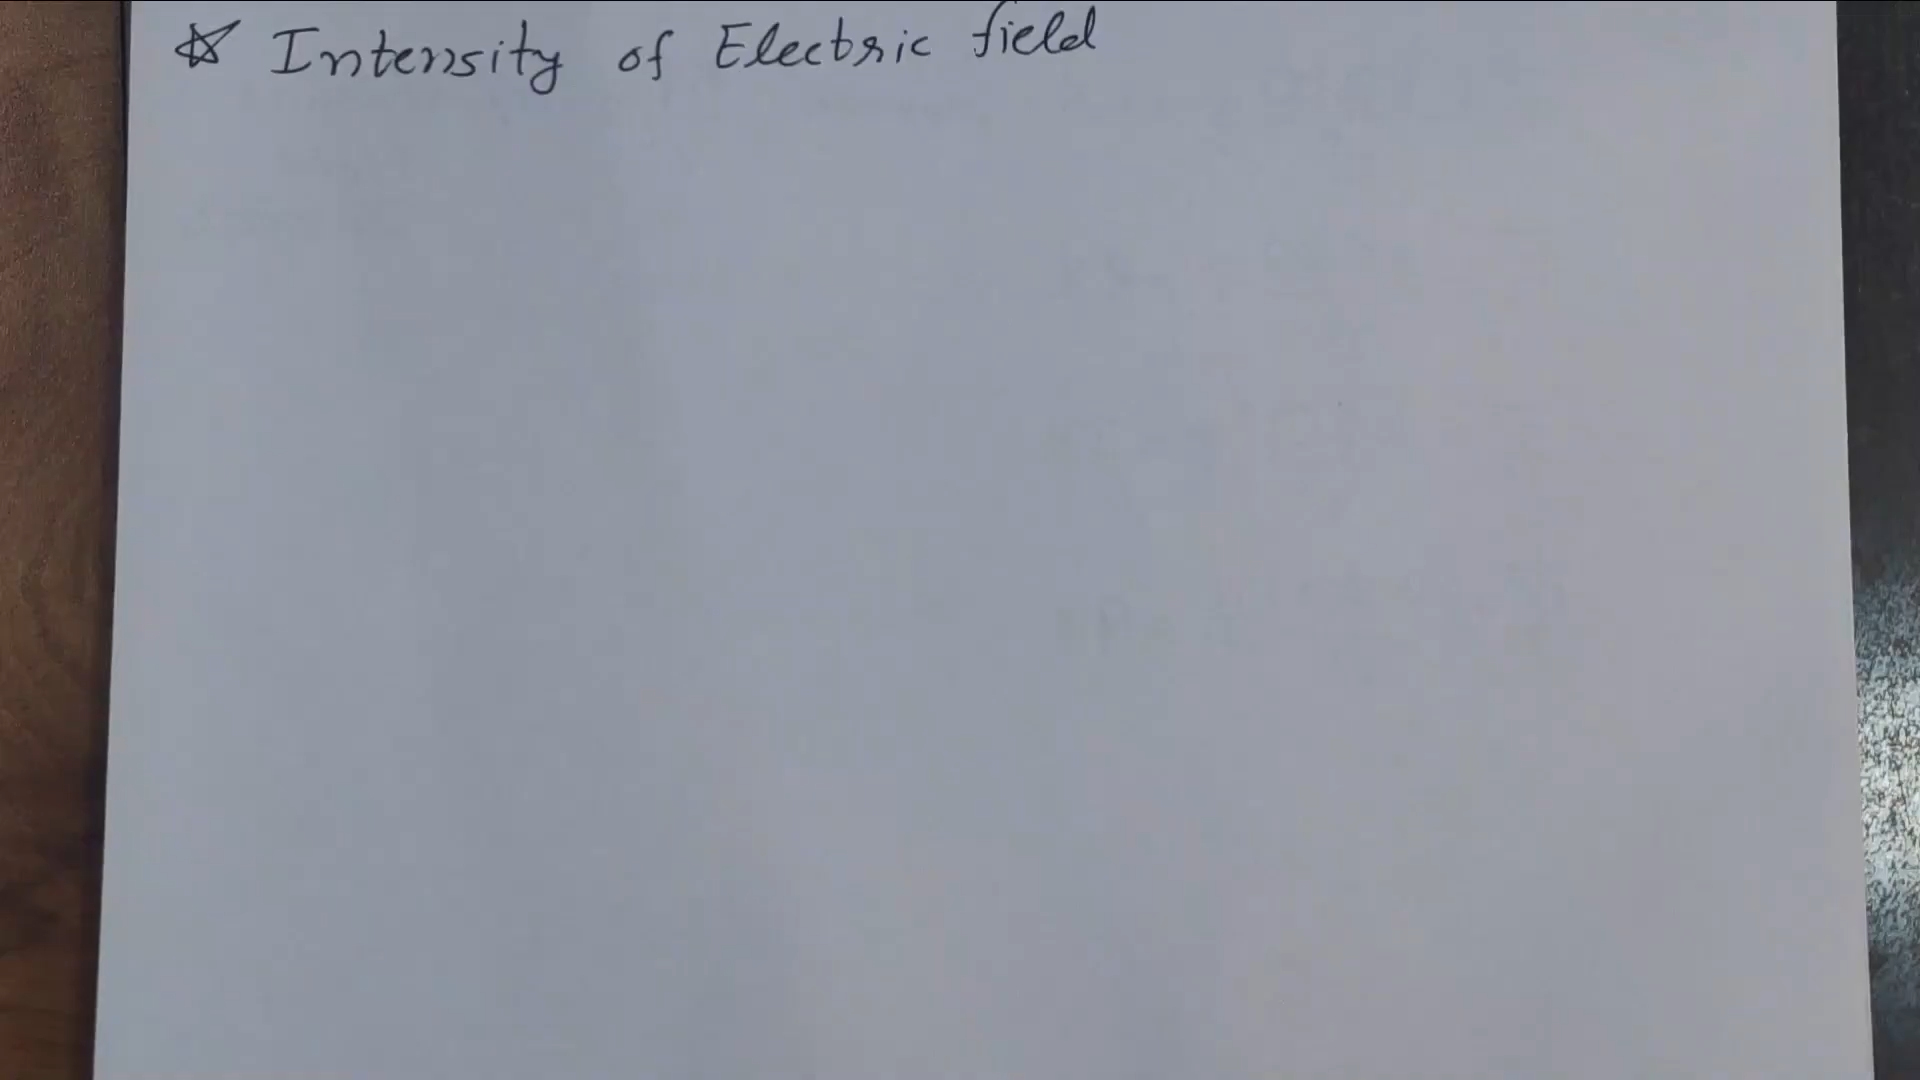 ☆ Intensity of Electric field